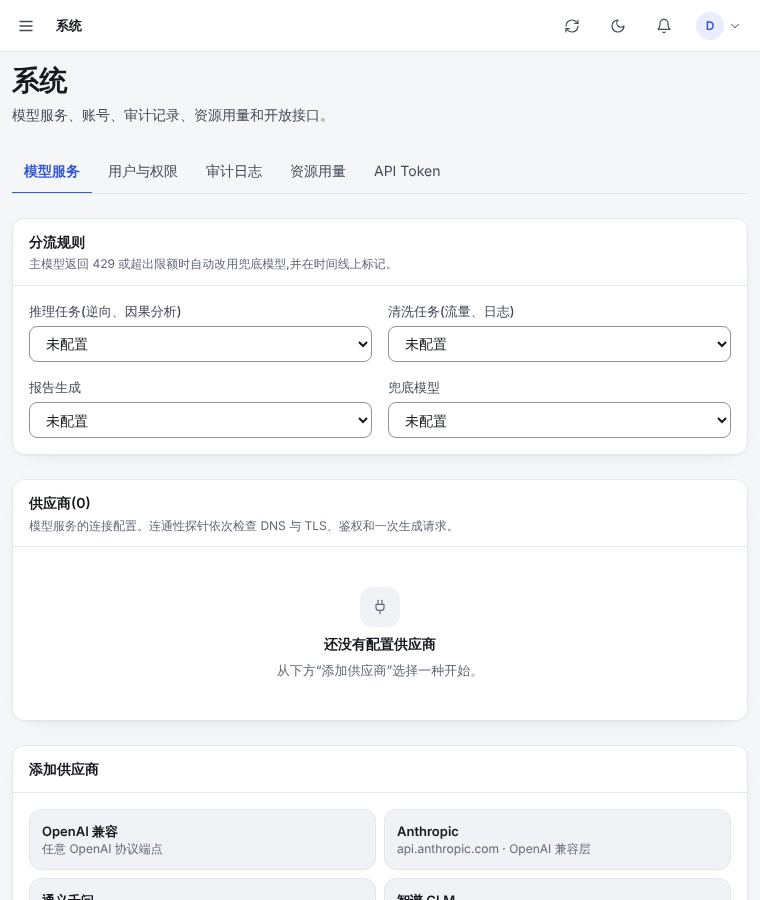 系统
D
系统
模型服务、账号、审计记录、资源用量和开放接口。
模型服务 用户与权限 审计日志 资源用量 API Token
分流规则
主模型返回 429 或超出限额时自动改用兜底模型,并在时间线上标记。
推理任务(逆向、因果分析) 清洗任务(流量、日志)
未配置 未配置
报告生成 兜底模型
未配置 未配置
供应商(0)
模型服务的连接配置。连通性探针依次检查 DNS 与 TLS、鉴权和一次生成请求。
还没有配置供应商
从下方“添加供应商”选择一种开始。
添加供应商
OpenAI 兼容 Anthropic
任意 OpenAI 协议端点 api.anthropic.com · OpenAI 兼容层
通义千问 智谱 GLM